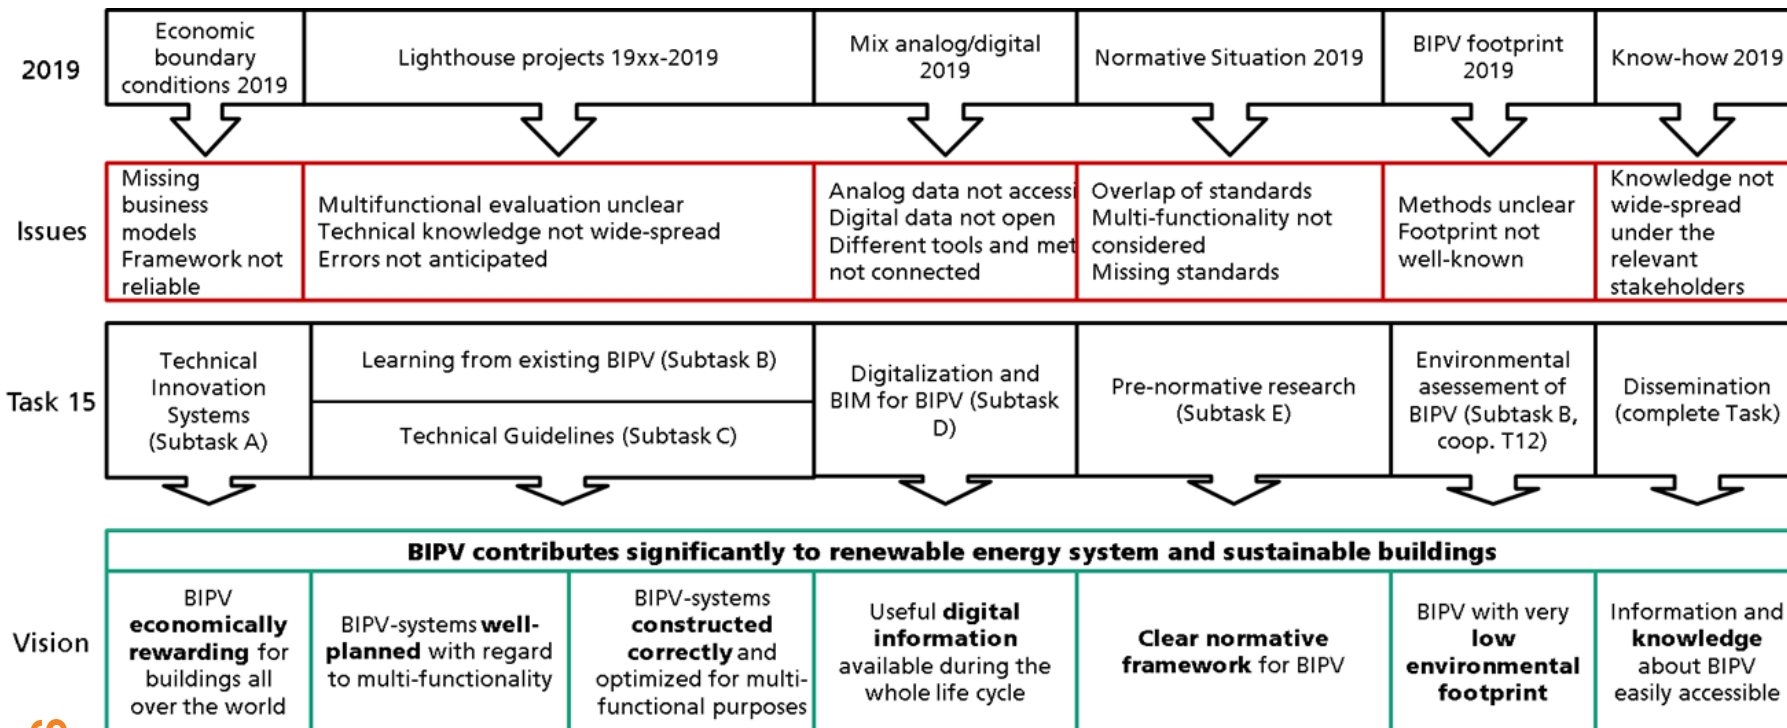 2019
Economic
boundary
conditions 2019
Lighthouse projects 19xx-2019
Mix analog/digital
2019
Normative Situation 2019
BIPV footprint
2019
Know-how 2019
Issues
Missing
business
models
Framework not
reliable
Multifunctional evaluation unclear
Technical knowledge not wide-spread
Errors not anticipated
Analog data not accessi
Digital data not open
Different tools and met
not connected
Overlap of standards
Multi-functionality not
considered
Missing standards
Methods unclear
Footprint not
well-known
Knowledge not
wide-spread
under the
relevant
stakeholders
Task 15
Technical
Innovation
Systems
(Subtask A)
Learning from existing BIPV (Subtask B)
Technical Guidelines (Subtask C)
Digitalization and
BIM for BIPV (Subtask
D)
Pre-normative research
(Subtask E)
Environmental
asessement of
BIPV (Subtask B,
coop. T12)
Dissemination
(complete Task)
BIPV contributes significantly to renewable energy system and sustainable buildings
Vision
BIPV
economically
rewarding for
buildings all
over the world
BIPV-systems well-
planned with regard
to multi-functionality
BIPV-systems
constructed
correctly and
optimized for multi-
functional purposes
Useful digital
information
available during the
whole life cycle
Clear normative
framework for BIPV
BIPV with very
low
environmental
footprint
Information and
knowledge
about BIPV
easily accessible